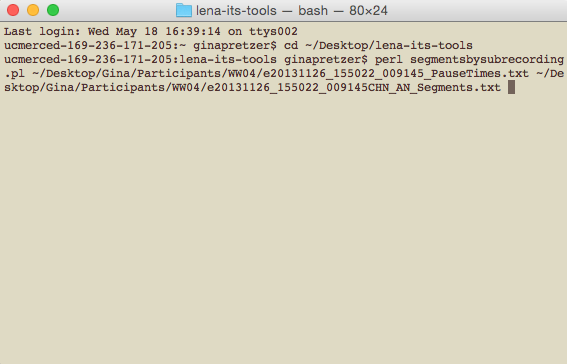 lena-its-tools — bash — 80×24
Last login: Wed May 18 16:39:14 on ttys002
ucmerced-169-236-171-205:~ ginapretzer$ cd ~/Desktop/lena-its-tools
ucmerced-169-236-171-205:lena-its-tools ginapretzer$ perl segmentsbysubrecording
.pl ~/Desktop/Gina/Participants/WW04/e20131126_155022_009145_PauseTimes.txt ~/De
sktop/Gina/Participants/WW04/e20131126_155022_009145CHN_AN_Segments.txt